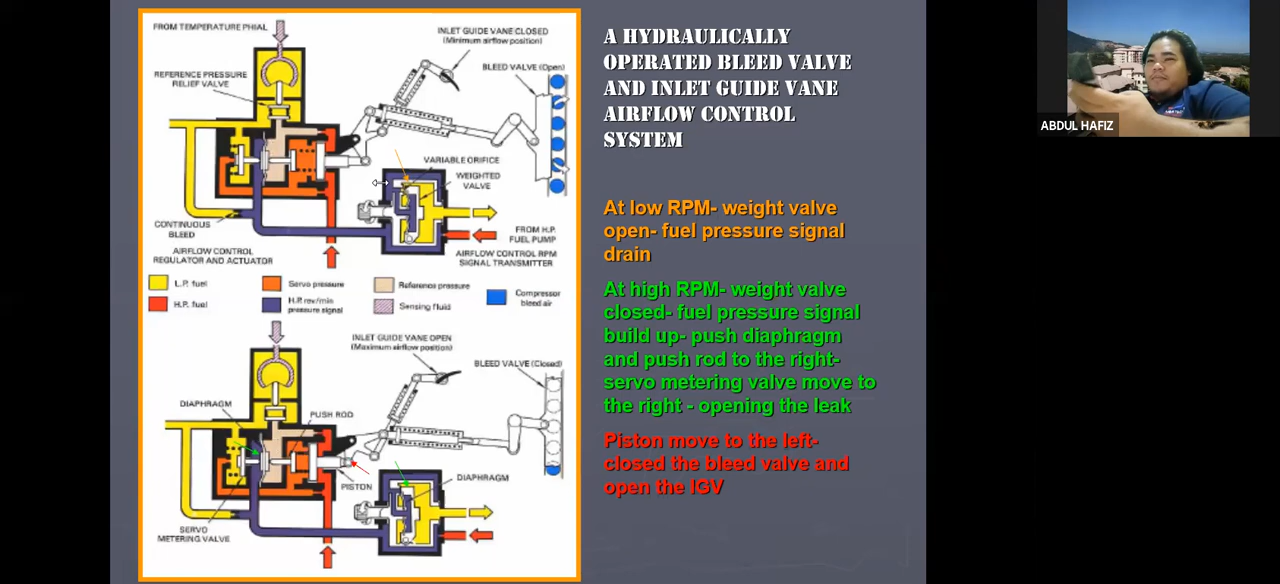 FROM TEMPERATURE PHIAL
INLET GUIDE VANE CLOSED
(Minimum airflow position)
BLEED VALVE (Open)
REFERENCE PRESSURE
RELIEF VALVE
VARIABLE ORIFICE
WEIGHTED
VALVE
CONTINUOUS
BLEED
FROM H.P.
FUEL PUMP
AIRFLOW CONTROL
REGULATOR AND ACTUATOR
AIRFLOW CONTROL RPM
SIGNAL TRANSMITTER
L.P. fuel
Servo pressure
Reference pressure
Compressor
bleed air
H.P. fuel
H.P. rev/min
pressure signal
Sensing fluid
INLET GUIDE VANE OPEN
(Maximum airflow position)
BLEED VALVE (Closed)
DIAPHRAGM
PUSH ROD
PISTON
DIAPHRAGM
SERVO
METERING VALVE
A HYDRAULICALLY
OPERATED BLEED VALVE
AND INLET GUIDE VANE
AIRFLOW CONTROL
SYSTEM
At low RPM- weight valve
open- fuel pressure signal
drain
At high RPM- weight valve
closed- fuel pressure signal
build up- push diaphragm
and push rod to the right-
servo metering valve move to
the right - opening the leak
Piston move to the left-
closed the bleed valve and
open the IGV
ABDUL HAFIZ